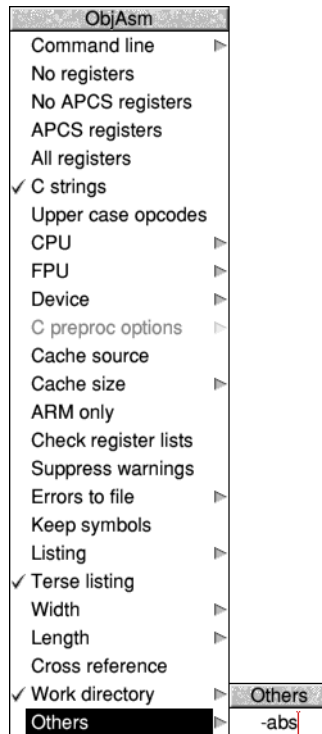 ObjAsm
Command line
No registers
No APCS registers
APCS registers
All registers
C strings
Upper case opcodes
CPU
FPU
Device
C preproc options
Cache source
Cache size
ARM only
Check register lists
Suppress warnings
Errors to file
Keep symbols
Listing
Terse listing
Width
Length
Cross reference
Work directory
Others
Others
-abs